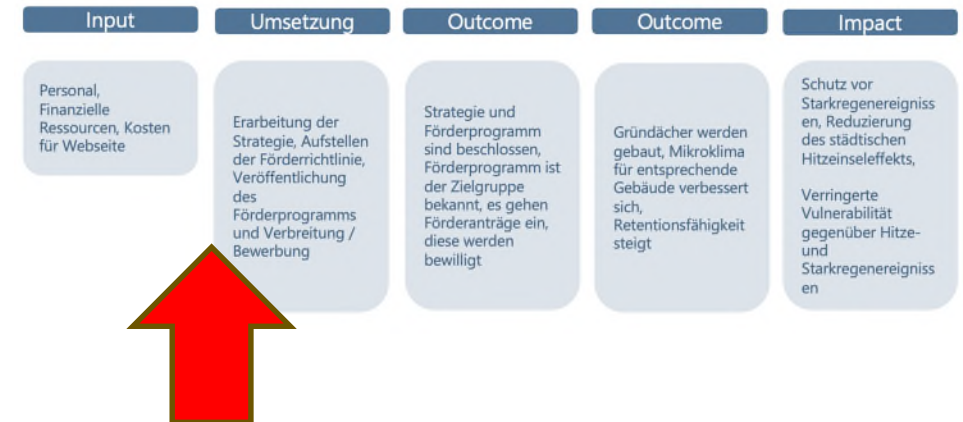 Input
Umsetzung
Outcome
Outcome
Impact
Personal,
Finanzielle
Ressourcen, Kosten
für Webseite
Erarbeitung der
Strategie, Aufstellen
der Förderrichtlinie,
Veröffentlichung
des
Förderprogramms
und Verbreitung /
Bewerbung
Strategie und
Förderprogramm
sind beschlossen,
Förderprogramm ist
der Zielgruppe
bekannt, es gehen
Förderanträge ein,
diese werden
bewilligt
Gründächer werden
gebaut, Mikroklima
für entsprechende
Gebäude verbessert
sich,
Retentionsfähigkeit
steigt
Schutz vor
Starkregenereigniss
en, Reduzierung
des städtischen
Hitzeinseleffekts,
Verringerte
Vulnerabilität
gegenüber Hitze-
und
Starkregenereigniss
en